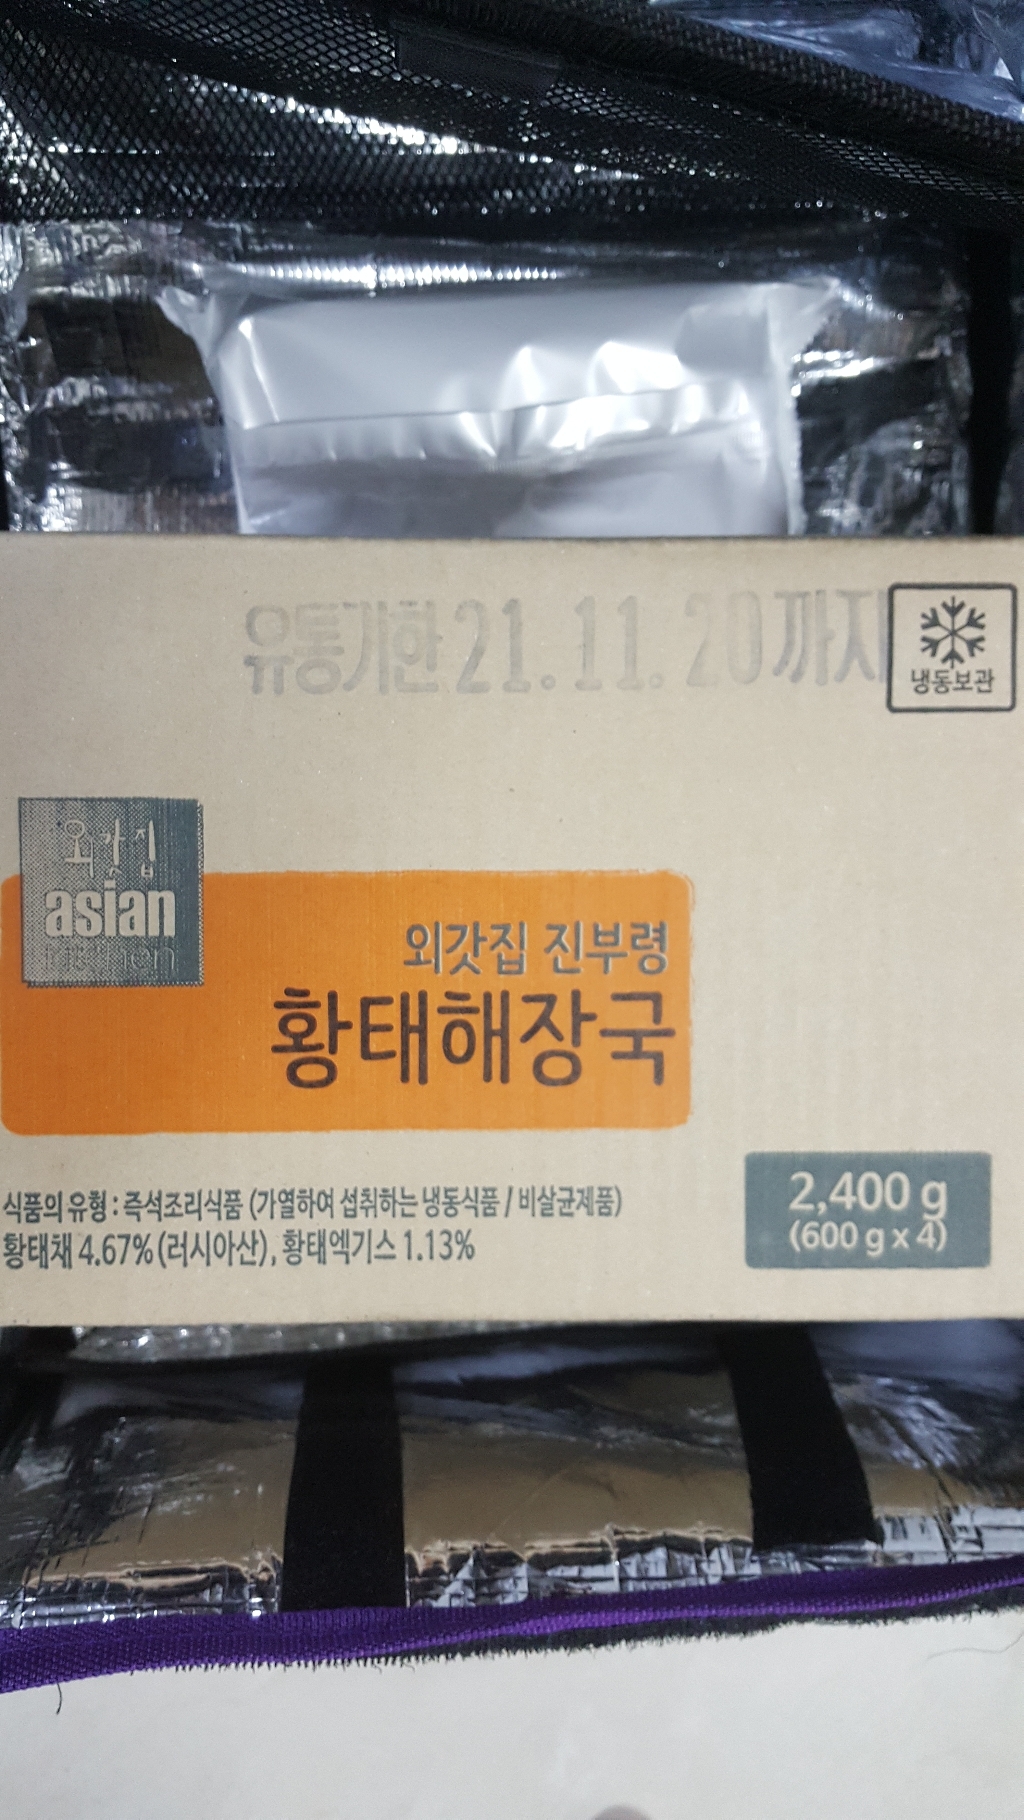 유통기한 21. 11. 20 까지
냉동보관
외갓집
asian
kitchen
외갓집 진부령
황태해장국
식품의 유형 : 즉석조리식품 (가열하여 섭취하는 냉동식품 / 비살균제품)
황태채 4.67% (러시아산), 황태엑기스 1.13%
2,400 g
(600 g x 4)